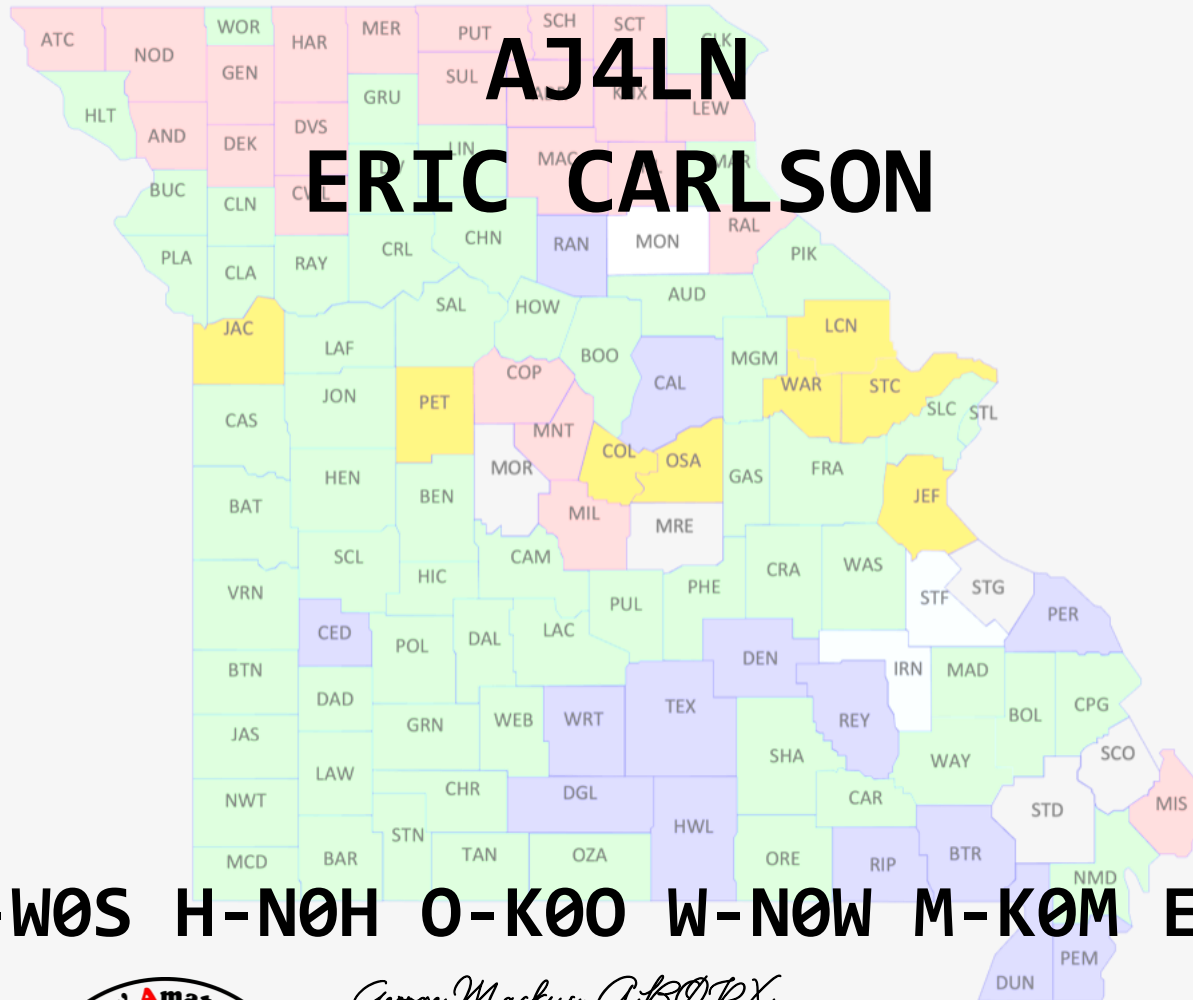 ATC NOD WOR HAR MER PUT SCH SCT CLK
GEN SUL
AJ4LN
HLT GRU LEW
AND DEK DVS
LIN MAC MAR
ERIC CARLSON
BUC CLN
PLA CLA RAY CRL CHN RAN MON RAL PIK
SAL HOW AUD
JAC LAF BOO MGM LCN
COP CAL WAR STC
CAS JON PET SLC STL
MNT COL OSA
BAT HEN BEN MOR GAS FRA JEF
MIL MRE
VRN SCL HIC CAM PHE CRA WAS
PUL STF STG PER
CED POL DAL LAC
BTN DAD DEN IRN MAD
JAS GRN WEB WRT TEX REY BOL CPG
LAW SHA WAY SCO
NWT CHR DGL CAR STD MIS
STN HWL
MCD BAR TAN OZA ORE RIP BTR NMD
-W0S H-N0H O-K0O W-N0W M-K0M E
PEM
DUN